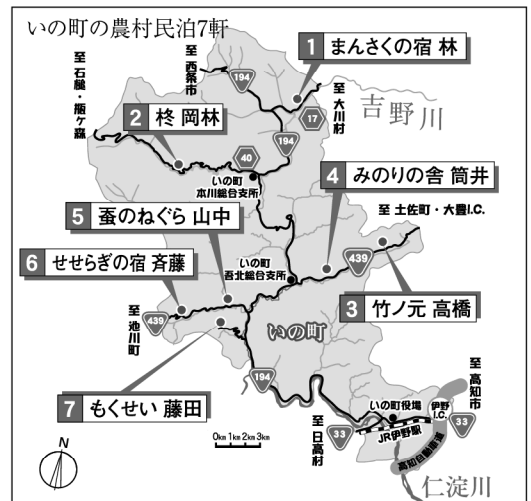 いの町の農村民泊7軒
1 まんさくの宿 林
至 西条市
194
至 石鎚・瓶ヶ森
至 大川村
吉野川
17
2 柊 岡林
194
40
いの町
本川総合支所
4 みのりの舎 筒井
5 蚕のねぐら 山中
至 土佐町・大豊I.C.
いの町
吾北総合支所
439
6 せせらぎの宿 斉藤
3 竹ノ元 高橋
439
至 池川町
いの町
194
7 もくせい 藤田
至 高知市
いの町役場
伊野I.C.
0km 1km 2km 3km
至 日高村
33
JR伊野駅
33
高知自動車道
N
仁淀川